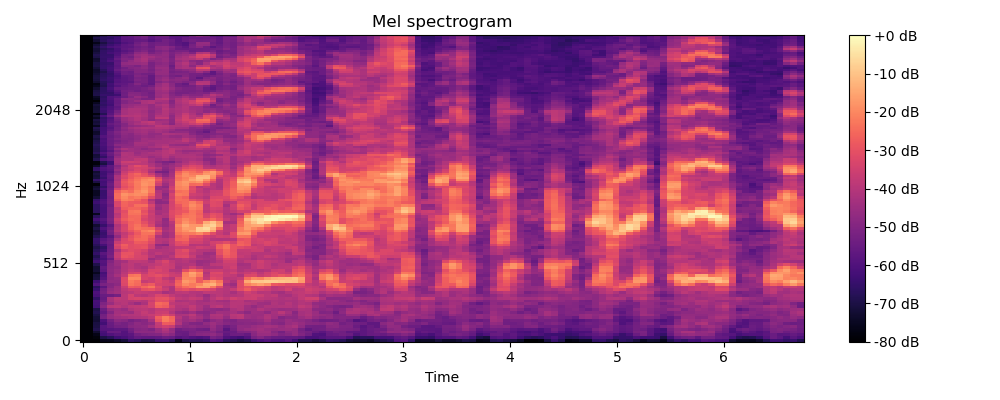 Mel spectrogram
Hz
2048
1024
512
0
0 1 2 3 4 5 6
Time
+0 dB
-10 dB
-20 dB
-30 dB
-40 dB
-50 dB
-60 dB
-70 dB
-80 dB